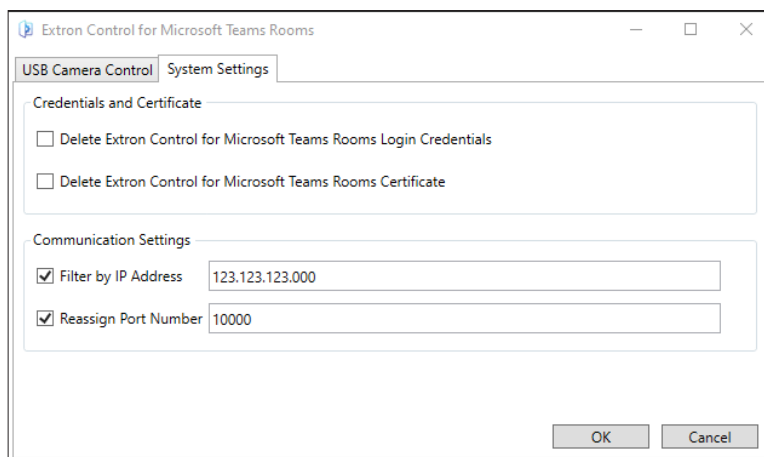 Extron Control for Microsoft Teams Rooms
USB Camera Control System Settings
Credentials and Certificate
Delete Extron Control for Microsoft Teams Rooms Login Credentials
Delete Extron Control for Microsoft Teams Rooms Certificate
Communication Settings
Filter by IP Address 123.123.123.000
Reassign Port Number 10000
OK Cancel